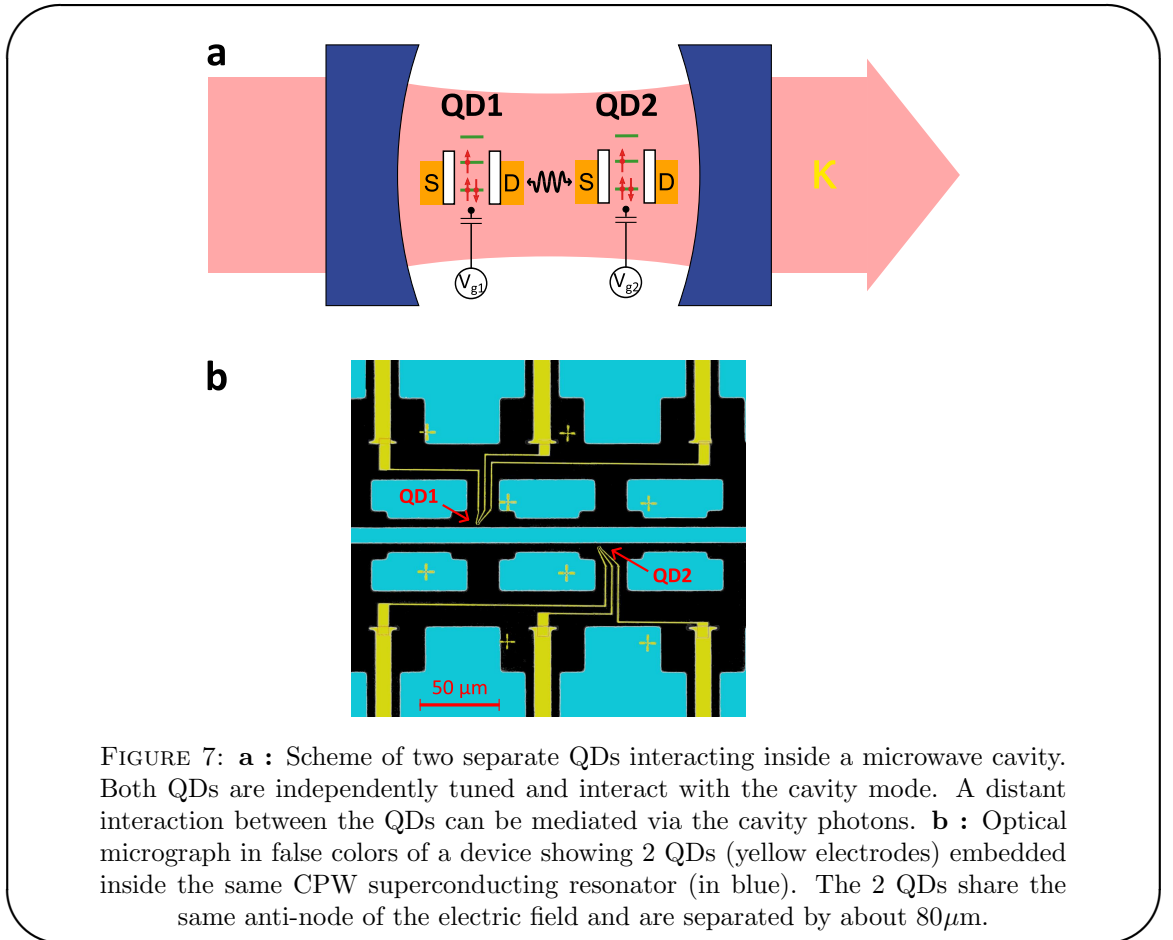 a
QD1 QD2
S D S D
K
Vg1 Vg2
b
QD1
QD2
50 μm
FIGURE 7: a : Scheme of two separate QDs interacting inside a microwave cavity.
Both QDs are independently tuned and interact with the cavity mode. A distant
interaction between the QDs can be mediated via the cavity photons. b : Optical
micrograph in false colors of a device showing 2 QDs (yellow electrodes) embedded
inside the same CPW superconducting resonator (in blue). The 2 QDs share the
same anti-node of the electric field and are separated by about 80μm.